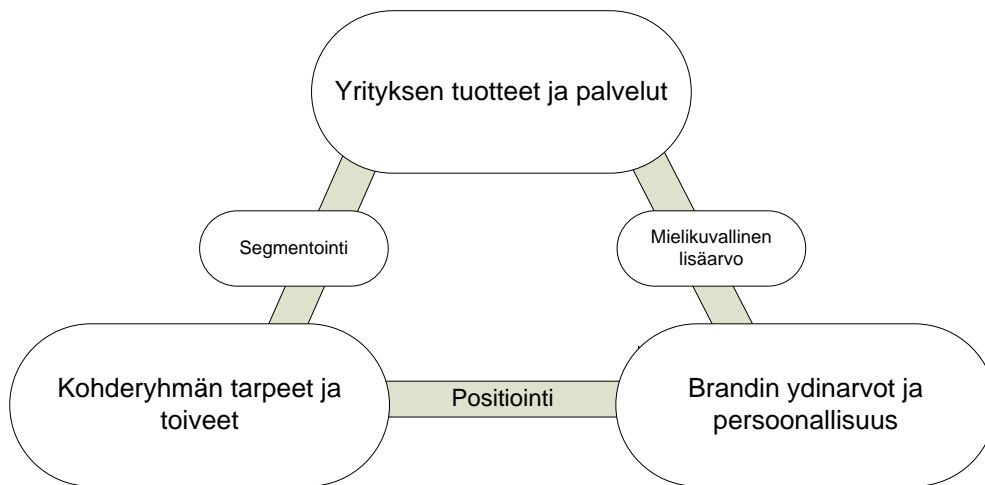 Yrityksen tuotteet ja palvelut
Segmentointi
Mielikuvallinen
lisäarvo
Kohderyhmän tarpeet ja
toiveet
Positiointi
Brandin ydinarvot ja
persoonallisuus